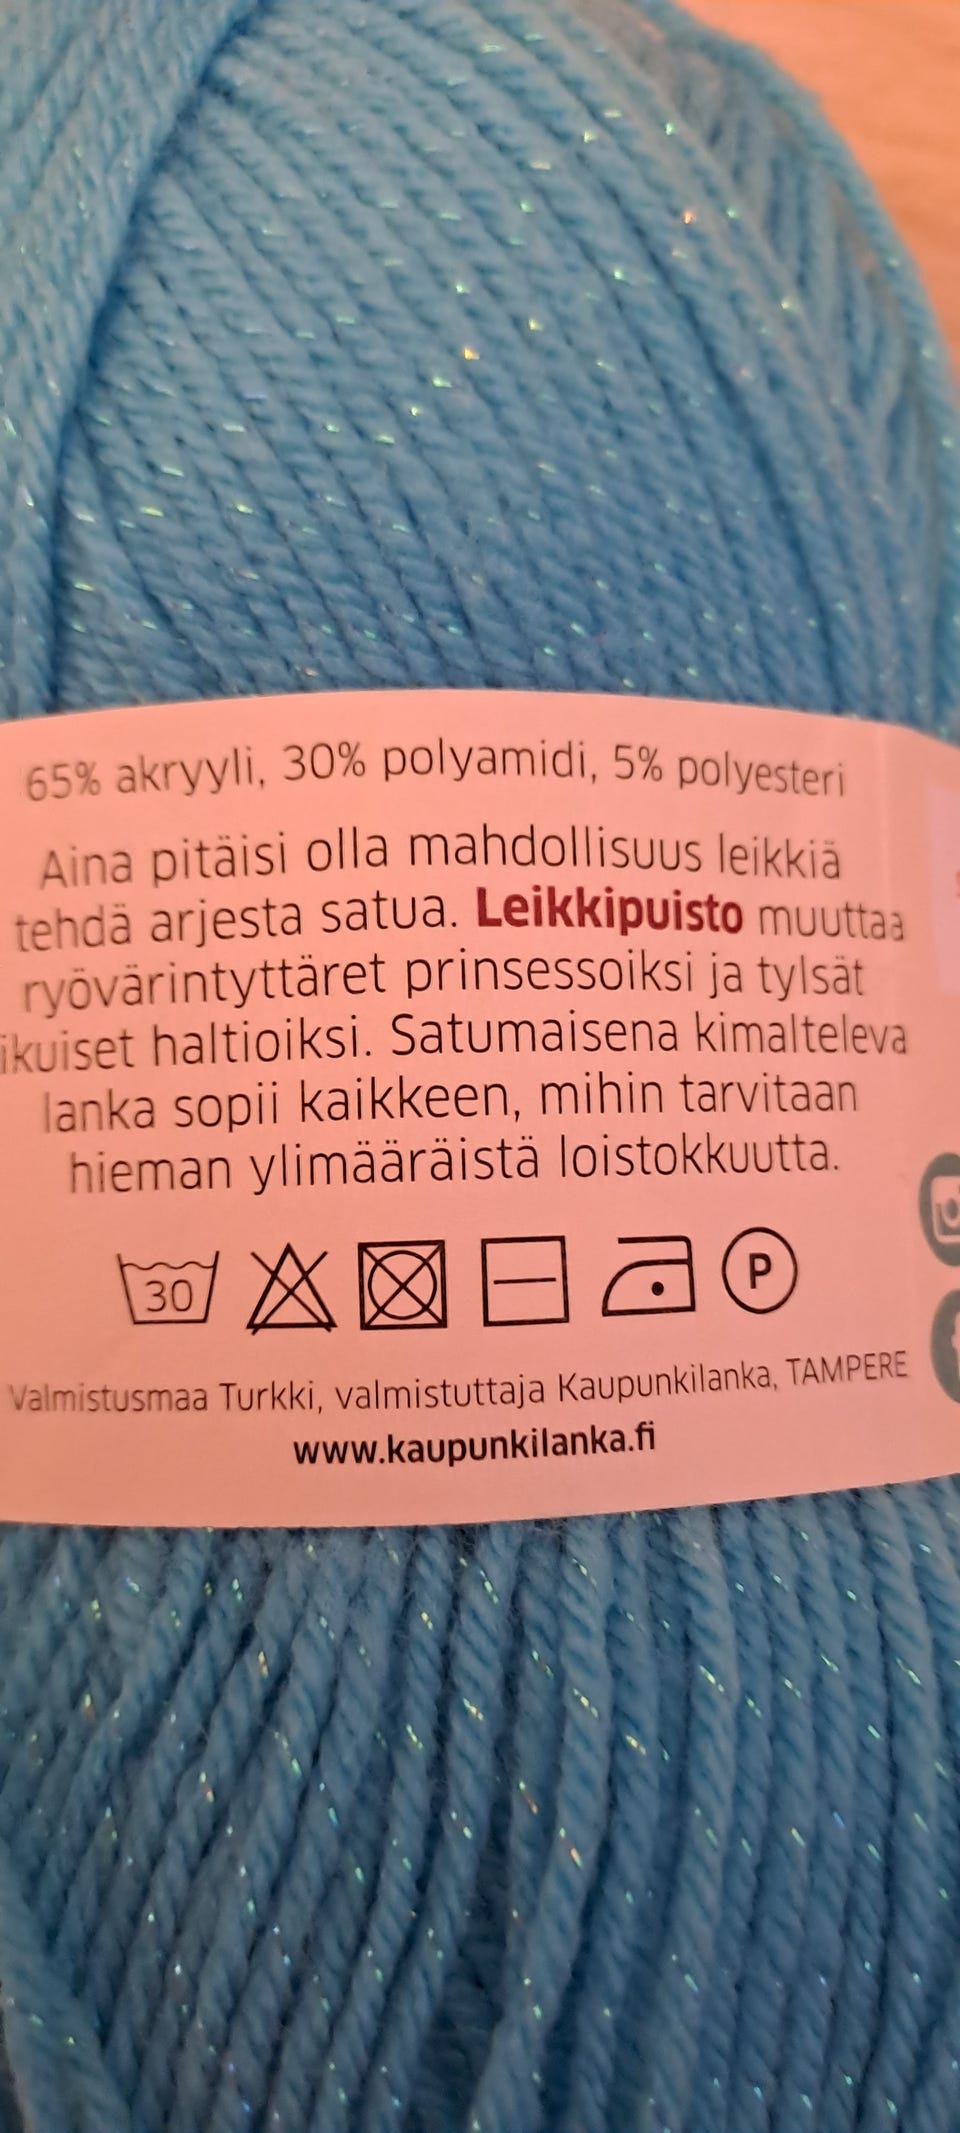 65% akryyli, 30% polyamidi, 5% polyesteri
Aina pitäisi olla mahdollisuus leikkiä
tehdä arjesta satua. Leikkipuisto muuttaa
ryövärintyttäret prinsessoiksi ja tylsät
ikuiset haltioiksi. Satumaisena kimalteleva
lanka sopii kaikkeen, mihin tarvitaan
hieman ylimääräistä loistokkuutta.
30 P
Valmistusmaa Turkki, valmistuttaja Kaupunkilanka, TAMPERE
www.kaupunkilanka.fi